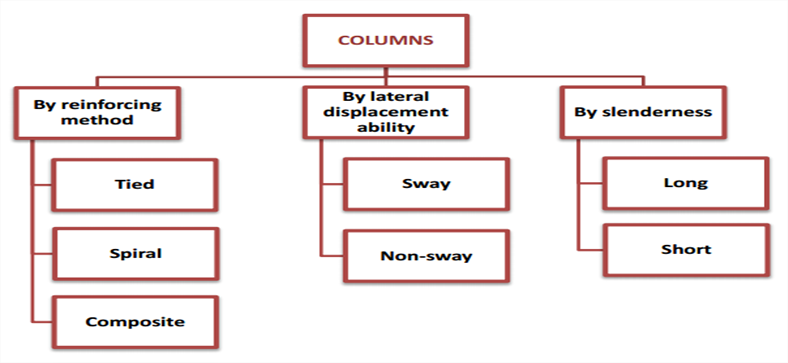 COLUMNS
By reinforcing
method
By lateral
displacement
ability
By slenderness
Tied
Spiral
Composite
Sway
Non-sway
Long
Short